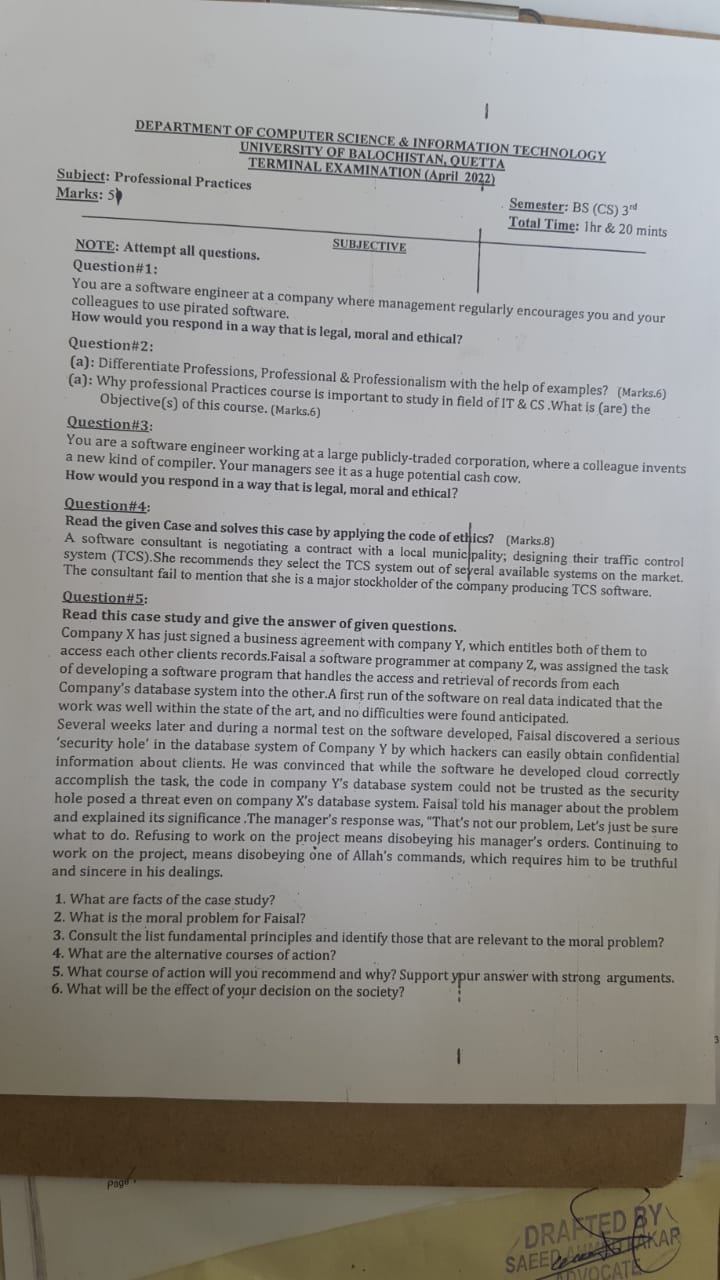 DEPARTMENT OF COMPUTER SCIENCE & INFORMATION TECHNOLOGY
UNIVERSITY OF BALOCHISTAN, QUETTA
TERMINAL EXAMINATION (April 2022)
Subject: Professional Practices
Marks: 50
Semester: BS (CS) 3rd
Total Time: 1hr & 20 mints
SUBJECTIVE
NOTE: Attempt all questions.
Question#1:
You are a software engineer at a company where management regularly encourages you and your
colleagues to use pirated software.
How would you respond in a way that is legal, moral and ethical?
Question#2:
(a): Differentiate Professions, Professional & Professionalism with the help of examples? (Marks.6)
(a): Why professional Practices course is important to study in field of IT & CS .What is (are) the
Objective(s) of this course. (Marks.6)
Question#3:
You are a software engineer working at a large publicly-traded corporation, where a colleague invents
a new kind of compiler. Your managers see it as a huge potential cash cow.
How would you respond in a way that is legal, moral and ethical?
Question#4:
Read the given Case and solves this case by applying the code of ethics? (Marks.8)
A software consultant is negotiating a contract with a local municipality; designing their traffic control
system (TCS).She recommends they select the TCS system out of several available systems on the market.
The consultant fail to mention that she is a major stockholder of the company producing TCS software.
Question#5:
Read this case study and give the answer of given questions.
Company X has just signed a business agreement with company Y, which entitles both of them to
access each other clients records.Faisal a software programmer at company Z, was assigned the task
of developing a software program that handles the access and retrieval of records from each
Company's database system into the other.A first run of the software on real data indicated that the
work was well within the state of the art, and no difficulties were found anticipated.
Several weeks later and during a normal test on the software developed, Faisal discovered a serious
'security hole' in the database system of Company Y by which hackers can easily obtain confidential
information about clients. He was convinced that while the software he developed cloud correctly
accomplish the task, the code in company Y's database system could not be trusted as the security
hole posed a threat even on company X's database system. Faisal told his manager about the problem
and explained its significance .The manager's response was, "That's not our problem, Let's just be sure
what to do. Refusing to work on the project means disobeying his manager's orders. Continuing to
work on the project, means disobeying one of Allah's commands, which requires him to be truthful
and sincere in his dealings.
1. What are facts of the case study?
2. What is the moral problem for Faisal?
3. Consult the list fundamental principles and identify those that are relevant to the moral problem?
4. What are the alternative courses of action?
5. What course of action will you recommend and why? Support your answer with strong arguments.
6. What will be the effect of your decision on the society?
Page
DRAFTED BY
SAEED KAKAR
ADVOCATE